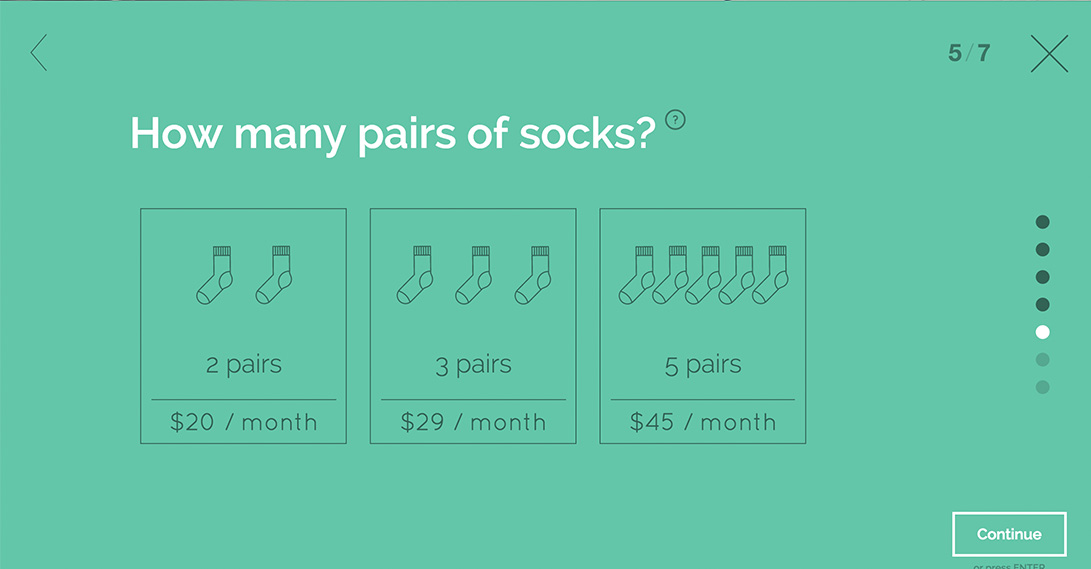 5/7
How many pairs of socks? ?
2 pairs
$20 / month
3 pairs
$29 / month
5 pairs
$45 / month
Continue
or press ENTER